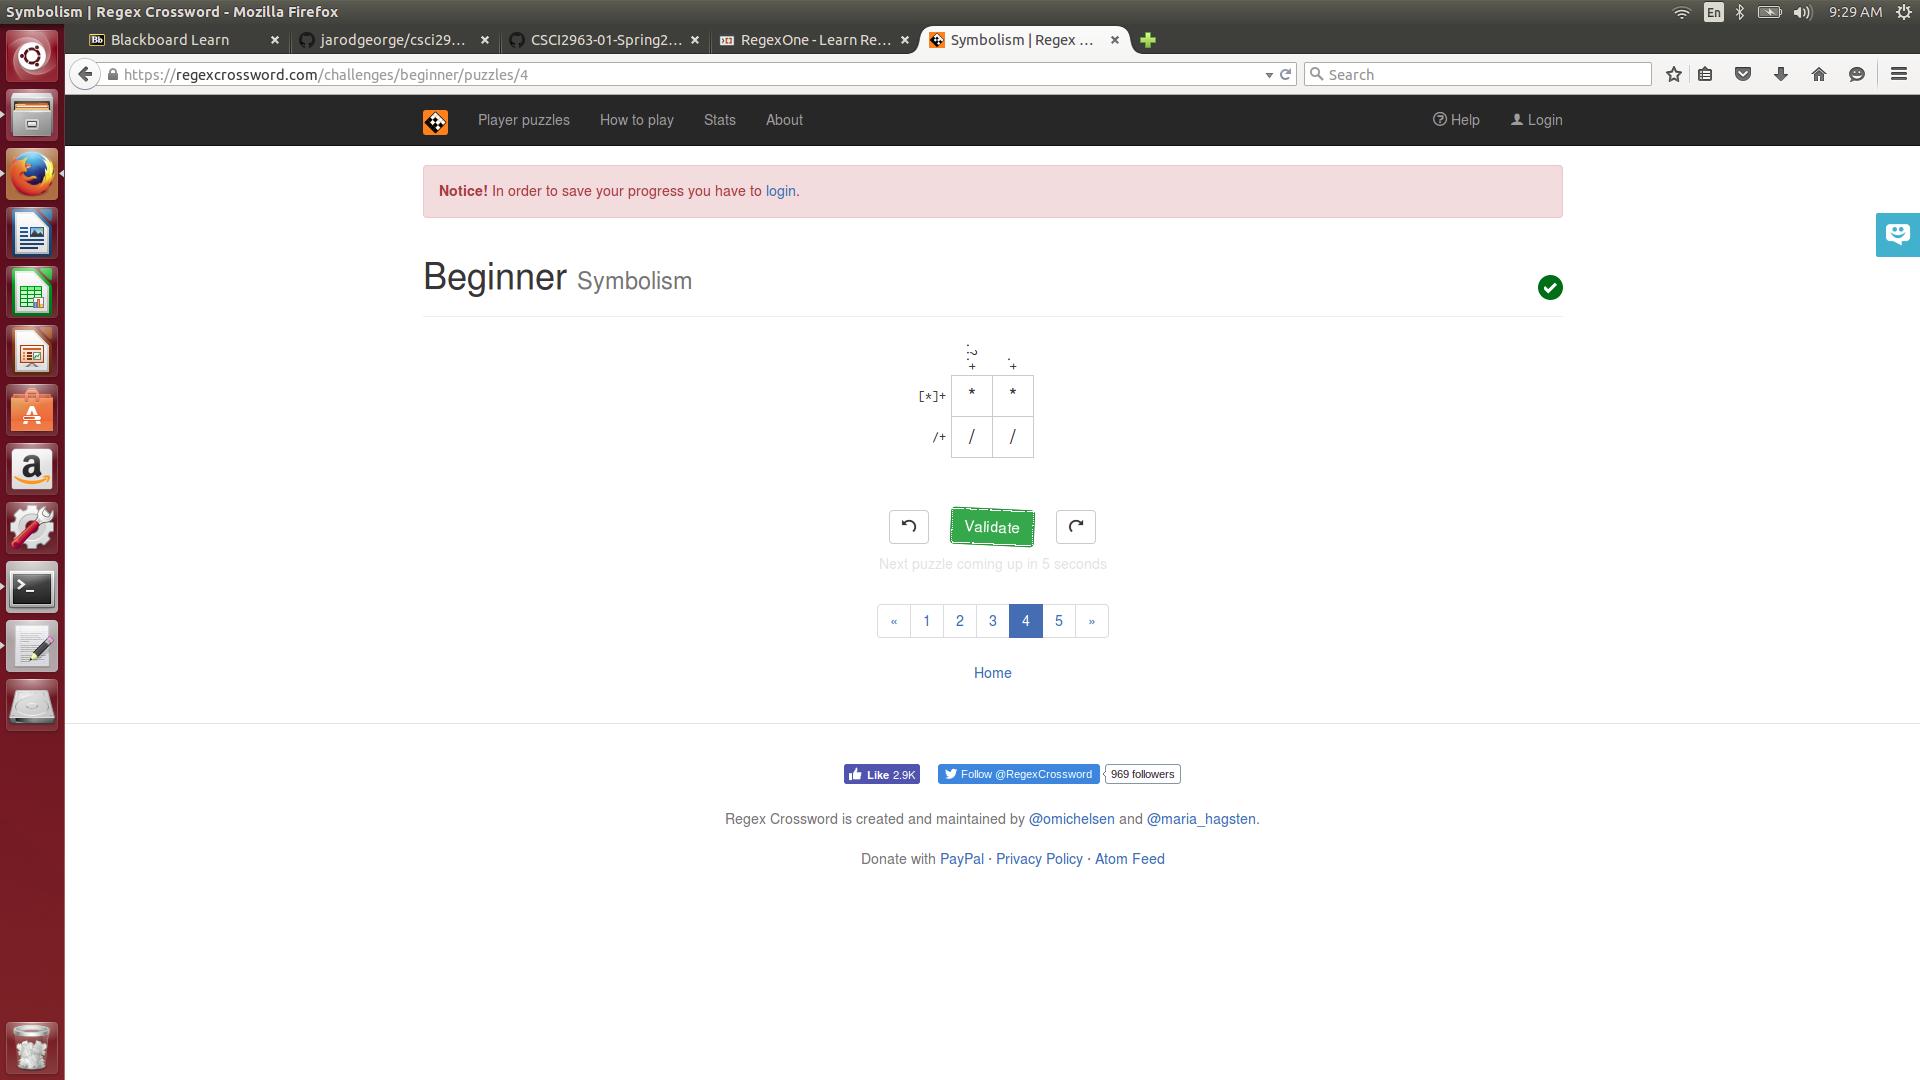 Symbolism | Regex Crossword - Mozilla Firefox
En
9:29 AM
Bb Blackboard Learn
jarodgeorge/csci29...
CSCI2963-01-Spring2...
RegexOne - Learn Re...
Symbolism | Regex ...
https://regexcrossword.com/challenges/beginner/puzzles/4
Search
Player puzzles
How to play
Stats
About
Help
Login
Notice! In order to save your progress you have to login.
Beginner Symbolism
.?.+
.+
[*]+
*
*
/+
/
/
Validate
Next puzzle coming up in 5 seconds
« 1 2 3 4 5 »
Home
Like 2.9K
Follow @RegexCrossword
969 followers
Regex Crossword is created and maintained by @omichelsen and @maria_hagsten.
Donate with PayPal · Privacy Policy · Atom Feed